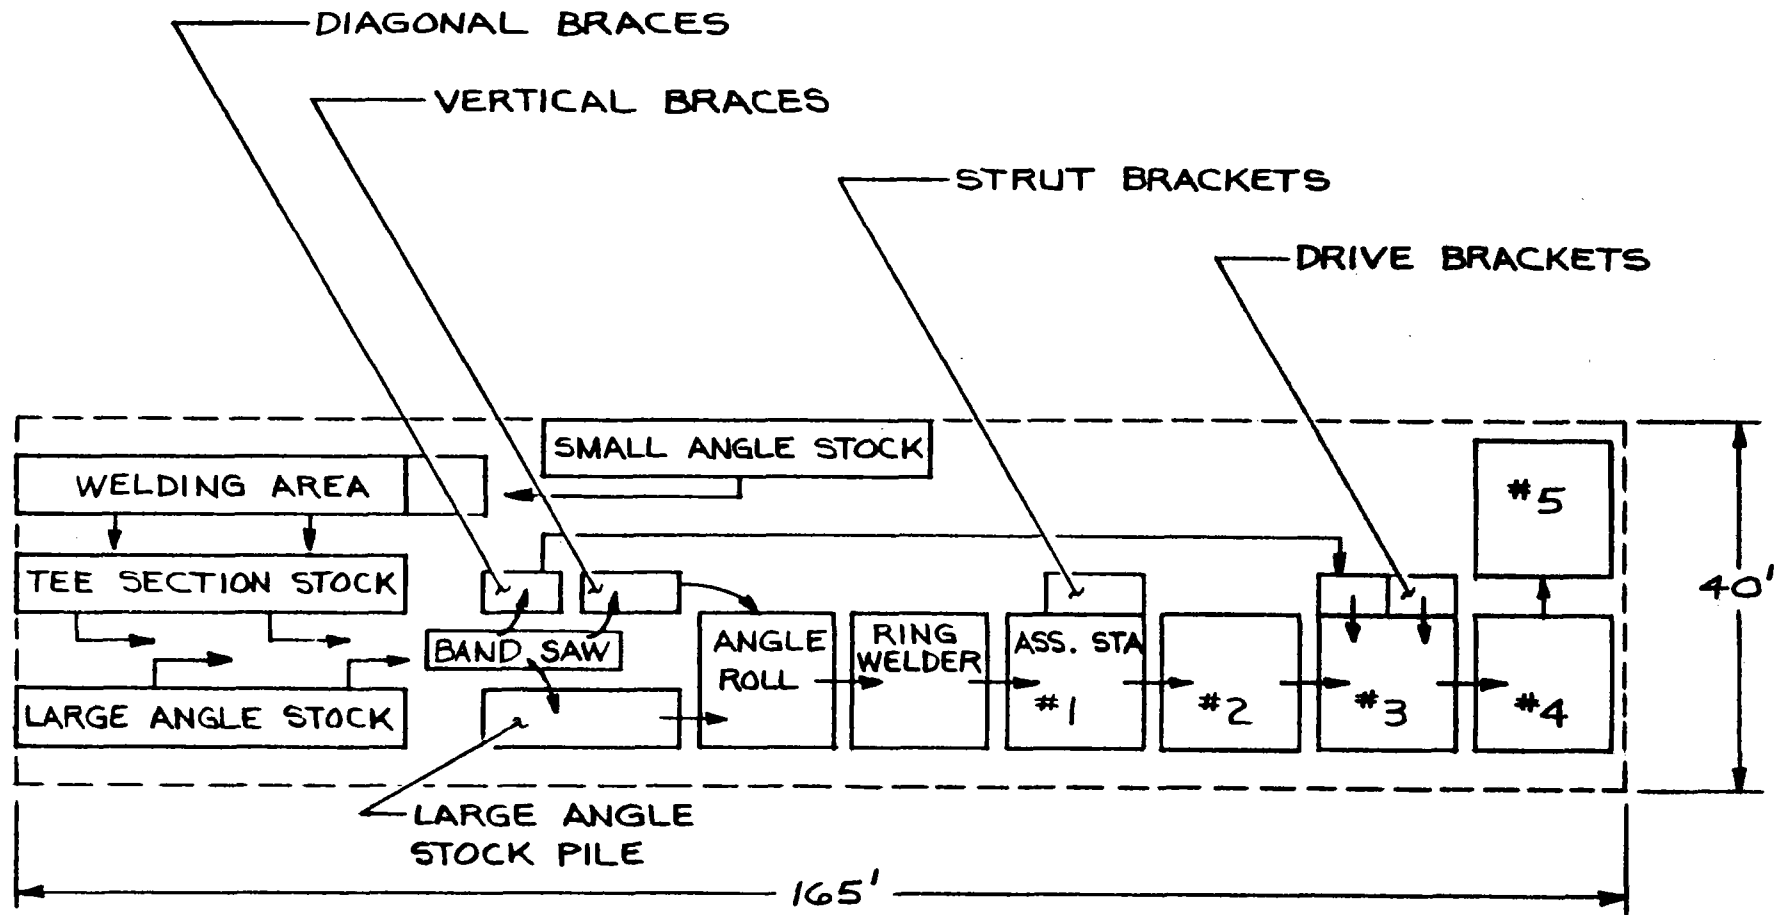 DIAGONAL BRACES
VERTICAL BRACES
STRUT BRACKETS
DRIVE BRACKETS
SMALL ANGLE STOCK
WELDING AREA
#5
TEE SECTION STOCK
40'
BAND SAW
ANGLE
ROLL
RING
WELDER
ASS. STA
#1
#2
#3
#4
LARGE ANGLE STOCK
LARGE ANGLE
STOCK PILE
165'